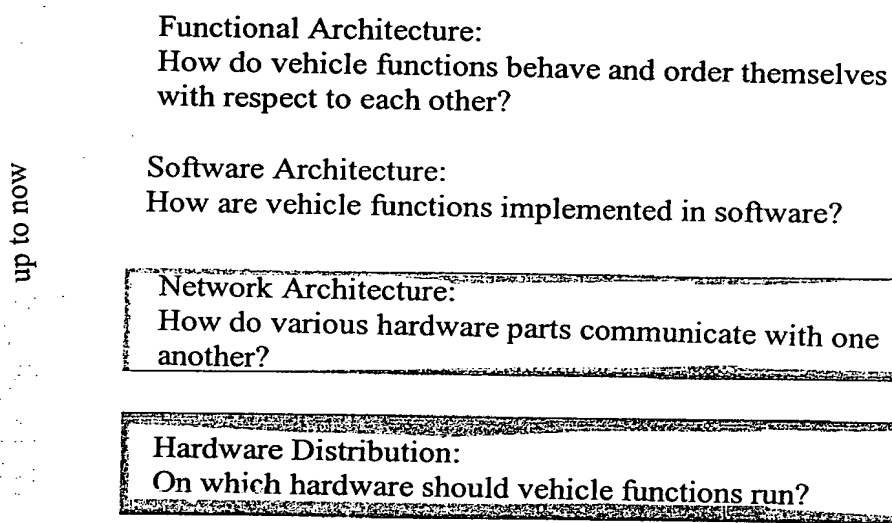 Functional Architecture:
How do vehicle functions behave and order themselves
with respect to each other?
Software Architecture:
How are vehicle functions implemented in software?
up to now
Network Architecture:
How do various hardware parts communicate with one
another?
Hardware Distribution:
On which hardware should vehicle functions run?